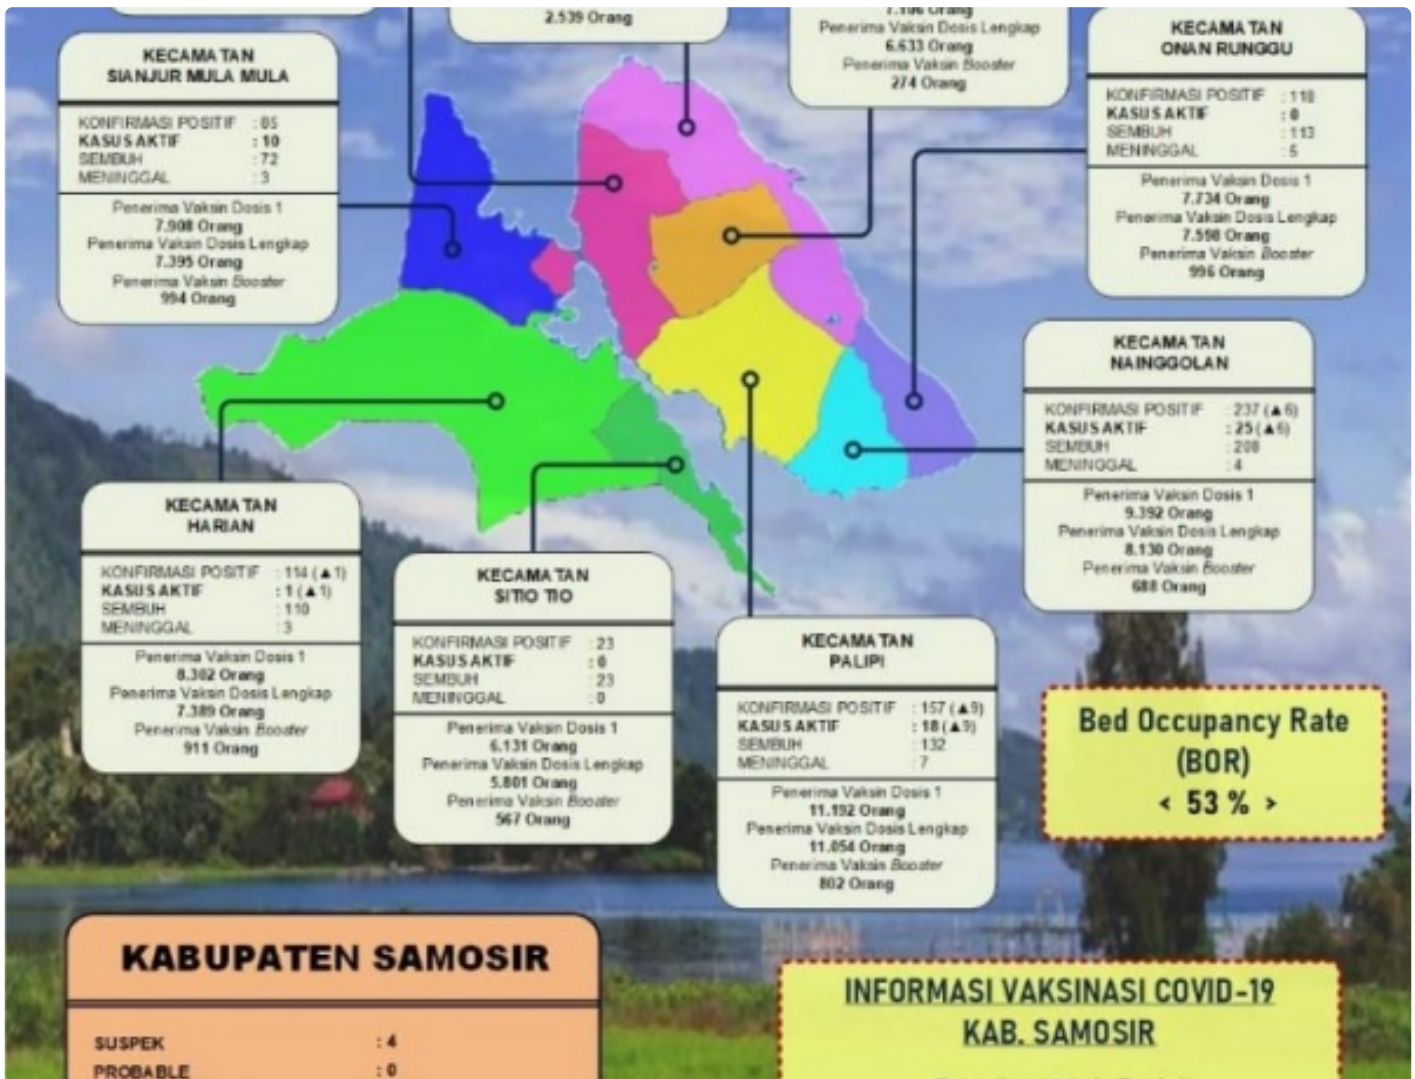 2.539 Orang
7.106 Orang
Penerima Vaksin Dosis Lengkap
6.633 Orang
Penerima Vaksin Booster
274 Orang
KECAMATAN
SIANJUR MULA MULA
KONFIRMASI POSITIF : 85
KASUS AKTIF : 10
SEMBUH : 72
MENINGGAL : 3
Penerima Vaksin Dosis 1
7.908 Orang
Penerima Vaksin Dosis Lengkap
7.395 Orang
Penerima Vaksin Booster
994 Orang
KECAMATAN
ONAN RUNGGU
KONFIRMASI POSITIF : 118
KASUS AKTIF : 0
SEMBUH : 113
MENINGGAL : 5
Penerima Vaksin Dosis 1
7.734 Orang
Penerima Vaksin Dosis Lengkap
7.598 Orang
Penerima Vaksin Booster
996 Orang
KECAMATAN
NAINGGOLAN
KONFIRMASI POSITIF : 237 (▲6)
KASUS AKTIF : 25 (▲6)
SEMBUH : 208
MENINGGAL : 4
Penerima Vaksin Dosis 1
9.392 Orang
Penerima Vaksin Dosis Lengkap
8.130 Orang
Penerima Vaksin Booster
688 Orang
KECAMATAN
HARIAN
KONFIRMASI POSITIF : 114 (▲1)
KASUS AKTIF : 1 (▲1)
SEMBUH : 110
MENINGGAL : 3
Penerima Vaksin Dosis 1
8.302 Orang
Penerima Vaksin Dosis Lengkap
7.389 Orang
Penerima Vaksin Booster
911 Orang
KECAMATAN
SITIO TIO
KONFIRMASI POSITIF : 23
KASUS AKTIF : 0
SEMBUH : 23
MENINGGAL : 0
Penerima Vaksin Dosis 1
6.131 Orang
Penerima Vaksin Dosis Lengkap
5.801 Orang
Penerima Vaksin Booster
567 Orang
KECAMATAN
PALIPI
KONFIRMASI POSITIF : 157 (▲9)
KASUS AKTIF : 18 (▲9)
SEMBUH : 132
MENINGGAL : 7
Penerima Vaksin Dosis 1
11.192 Orang
Penerima Vaksin Dosis Lengkap
11.054 Orang
Penerima Vaksin Booster
802 Orang
Bed Occupancy Rate
(BOR)
< 53 % >
KABUPATEN SAMOSIR
SUSPEK : 4
PROBABLE : 0
INFORMASI VAKSINASI COVID-19
KAB. SAMOSIR